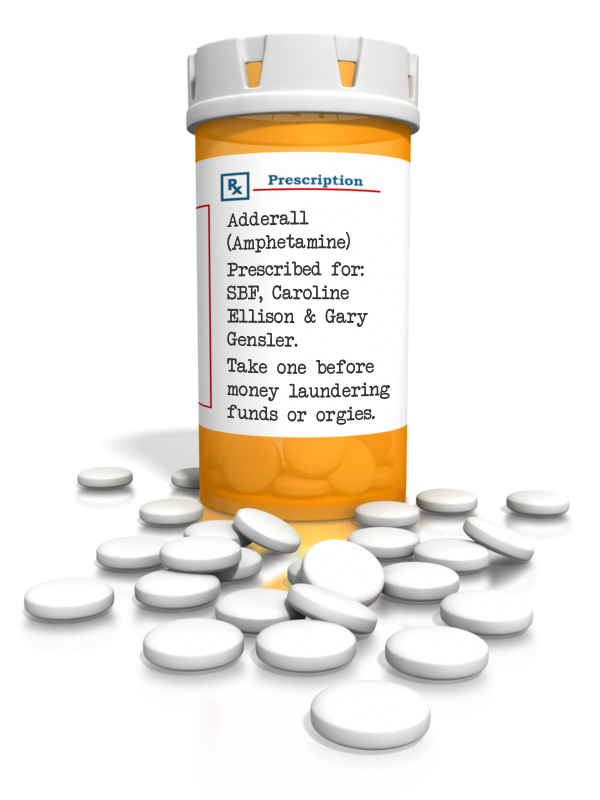 Rx Prescription
Adderall
(Amphetamine)
Prescribed for:
SBF, Caroline
Ellison & Gary
Gensler.
Take one before
money laundering
funds or orgies.